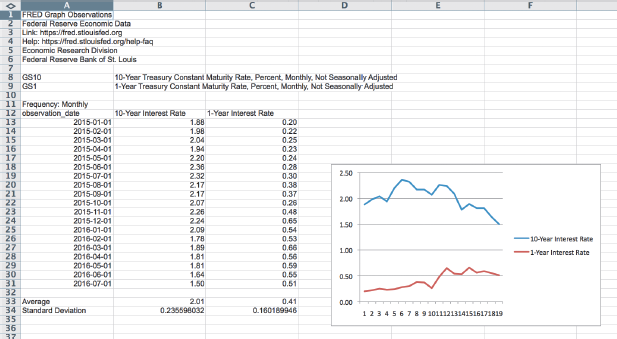 A B C D E F
1 FRED Graph Observations
2 Federal Reserve Economic Data
3 Link: https://fred.stlouisfed.org
4 Help: https://fred.stlouisfed.org/help-faq
5 Economic Research Division
6 Federal Reserve Bank of St. Louis
7
8 GS10 10-Year Treasury Constant Maturity Rate, Percent, Monthly, Not Seasonally Adjusted
9 GS1 1-Year Treasury Constant Maturity Rate, Percent, Monthly, Not Seasonally Adjusted
10
11 Frequency: Monthly
12 observation_date 10-Year Interest Rate 1-Year Interest Rate
13 2015-01-01 1.88 0.20
14 2015-02-01 1.98 0.22
15 2015-03-01 2.04 0.25
16 2015-04-01 1.94 0.23
17 2015-05-01 2.20 0.24
18 2015-06-01 2.36 0.28
19 2015-07-01 2.32 0.30
20 2015-08-01 2.17 0.38
21 2015-09-01 2.17 0.37
22 2015-10-01 2.07 0.26
23 2015-11-01 2.26 0.48
24 2015-12-01 2.24 0.65
25 2016-01-01 2.09 0.54
26 2016-02-01 1.78 0.53
27 2016-03-01 1.89 0.66
28 2016-04-01 1.81 0.56
29 2016-05-01 1.81 0.59
30 2016-06-01 1.64 0.55
31 2016-07-01 1.50 0.51
32
33 Average 2.01 0.41
34 Standard Deviation 0.235598032 0.160189946
35
36
37
2.50
2.00
1.50
1.00
0.50
0.00
1 2 3 4 5 6 7 8 9 10111213141516171819
10-Year Interest Rate
1-Year Interest Rate